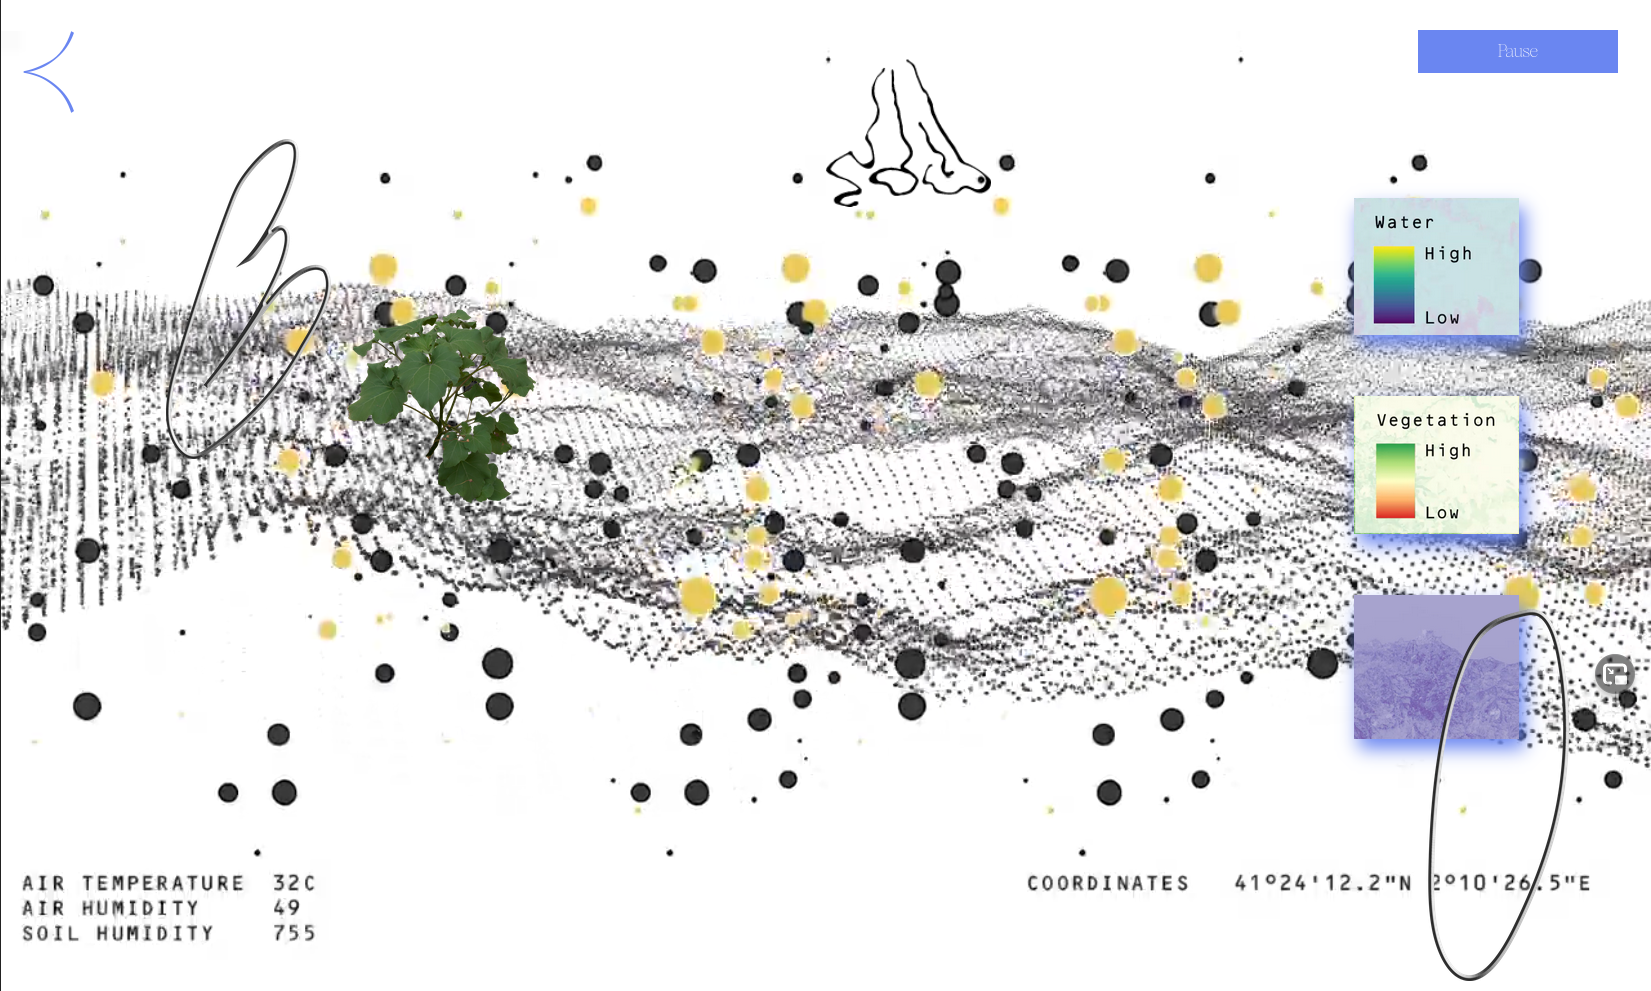 Pause
Water
High
Low
Vegetation
High
Low
AIR TEMPERATURE 32C
AIR HUMIDITY 49
SOIL HUMIDITY 755
COORDINATES 41°24'12.2"N 2°10'26.5"E